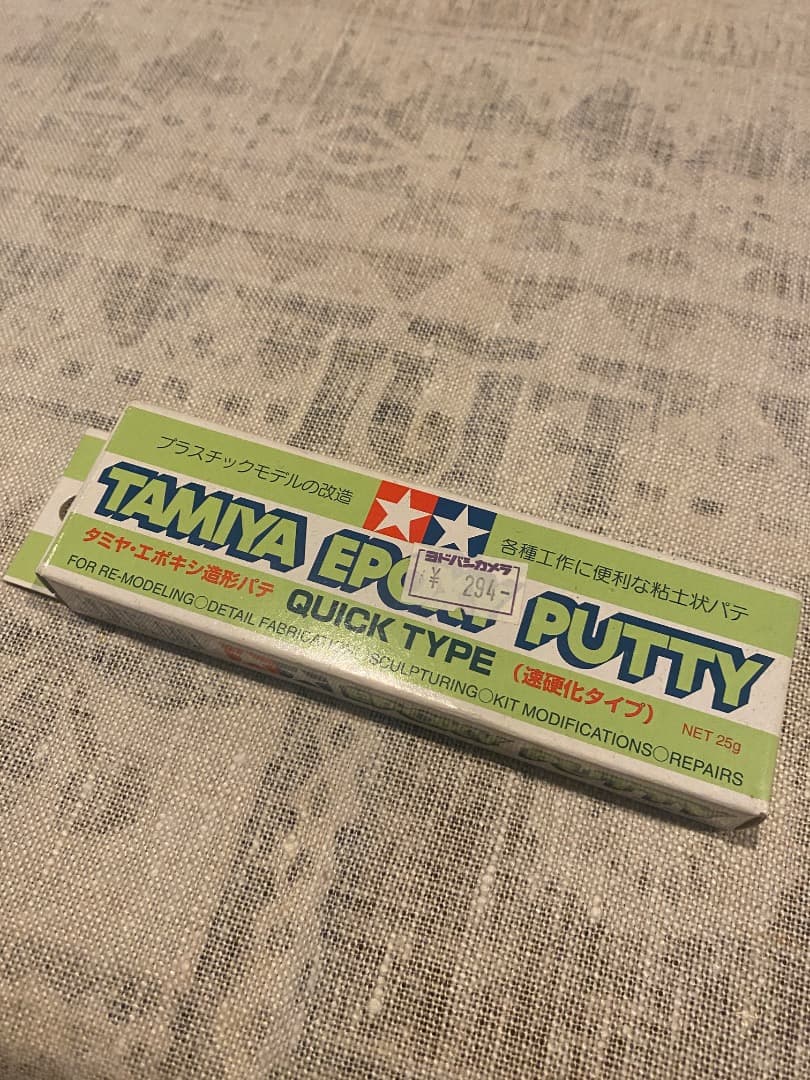 プラスチックモデルの改造
各種工作に便利な粘土状パテ
TAMIYA EPOXY PUTTY
ヨドバシカメラ
¥ 294-
タミヤ・エポキシ造形パテ
QUICK TYPE
(速硬化タイプ)
NET 25g
FOR RE-MODELING○DETAIL FABRICATION SCULPTURING○KIT MODIFICATIONS○REPAIRS